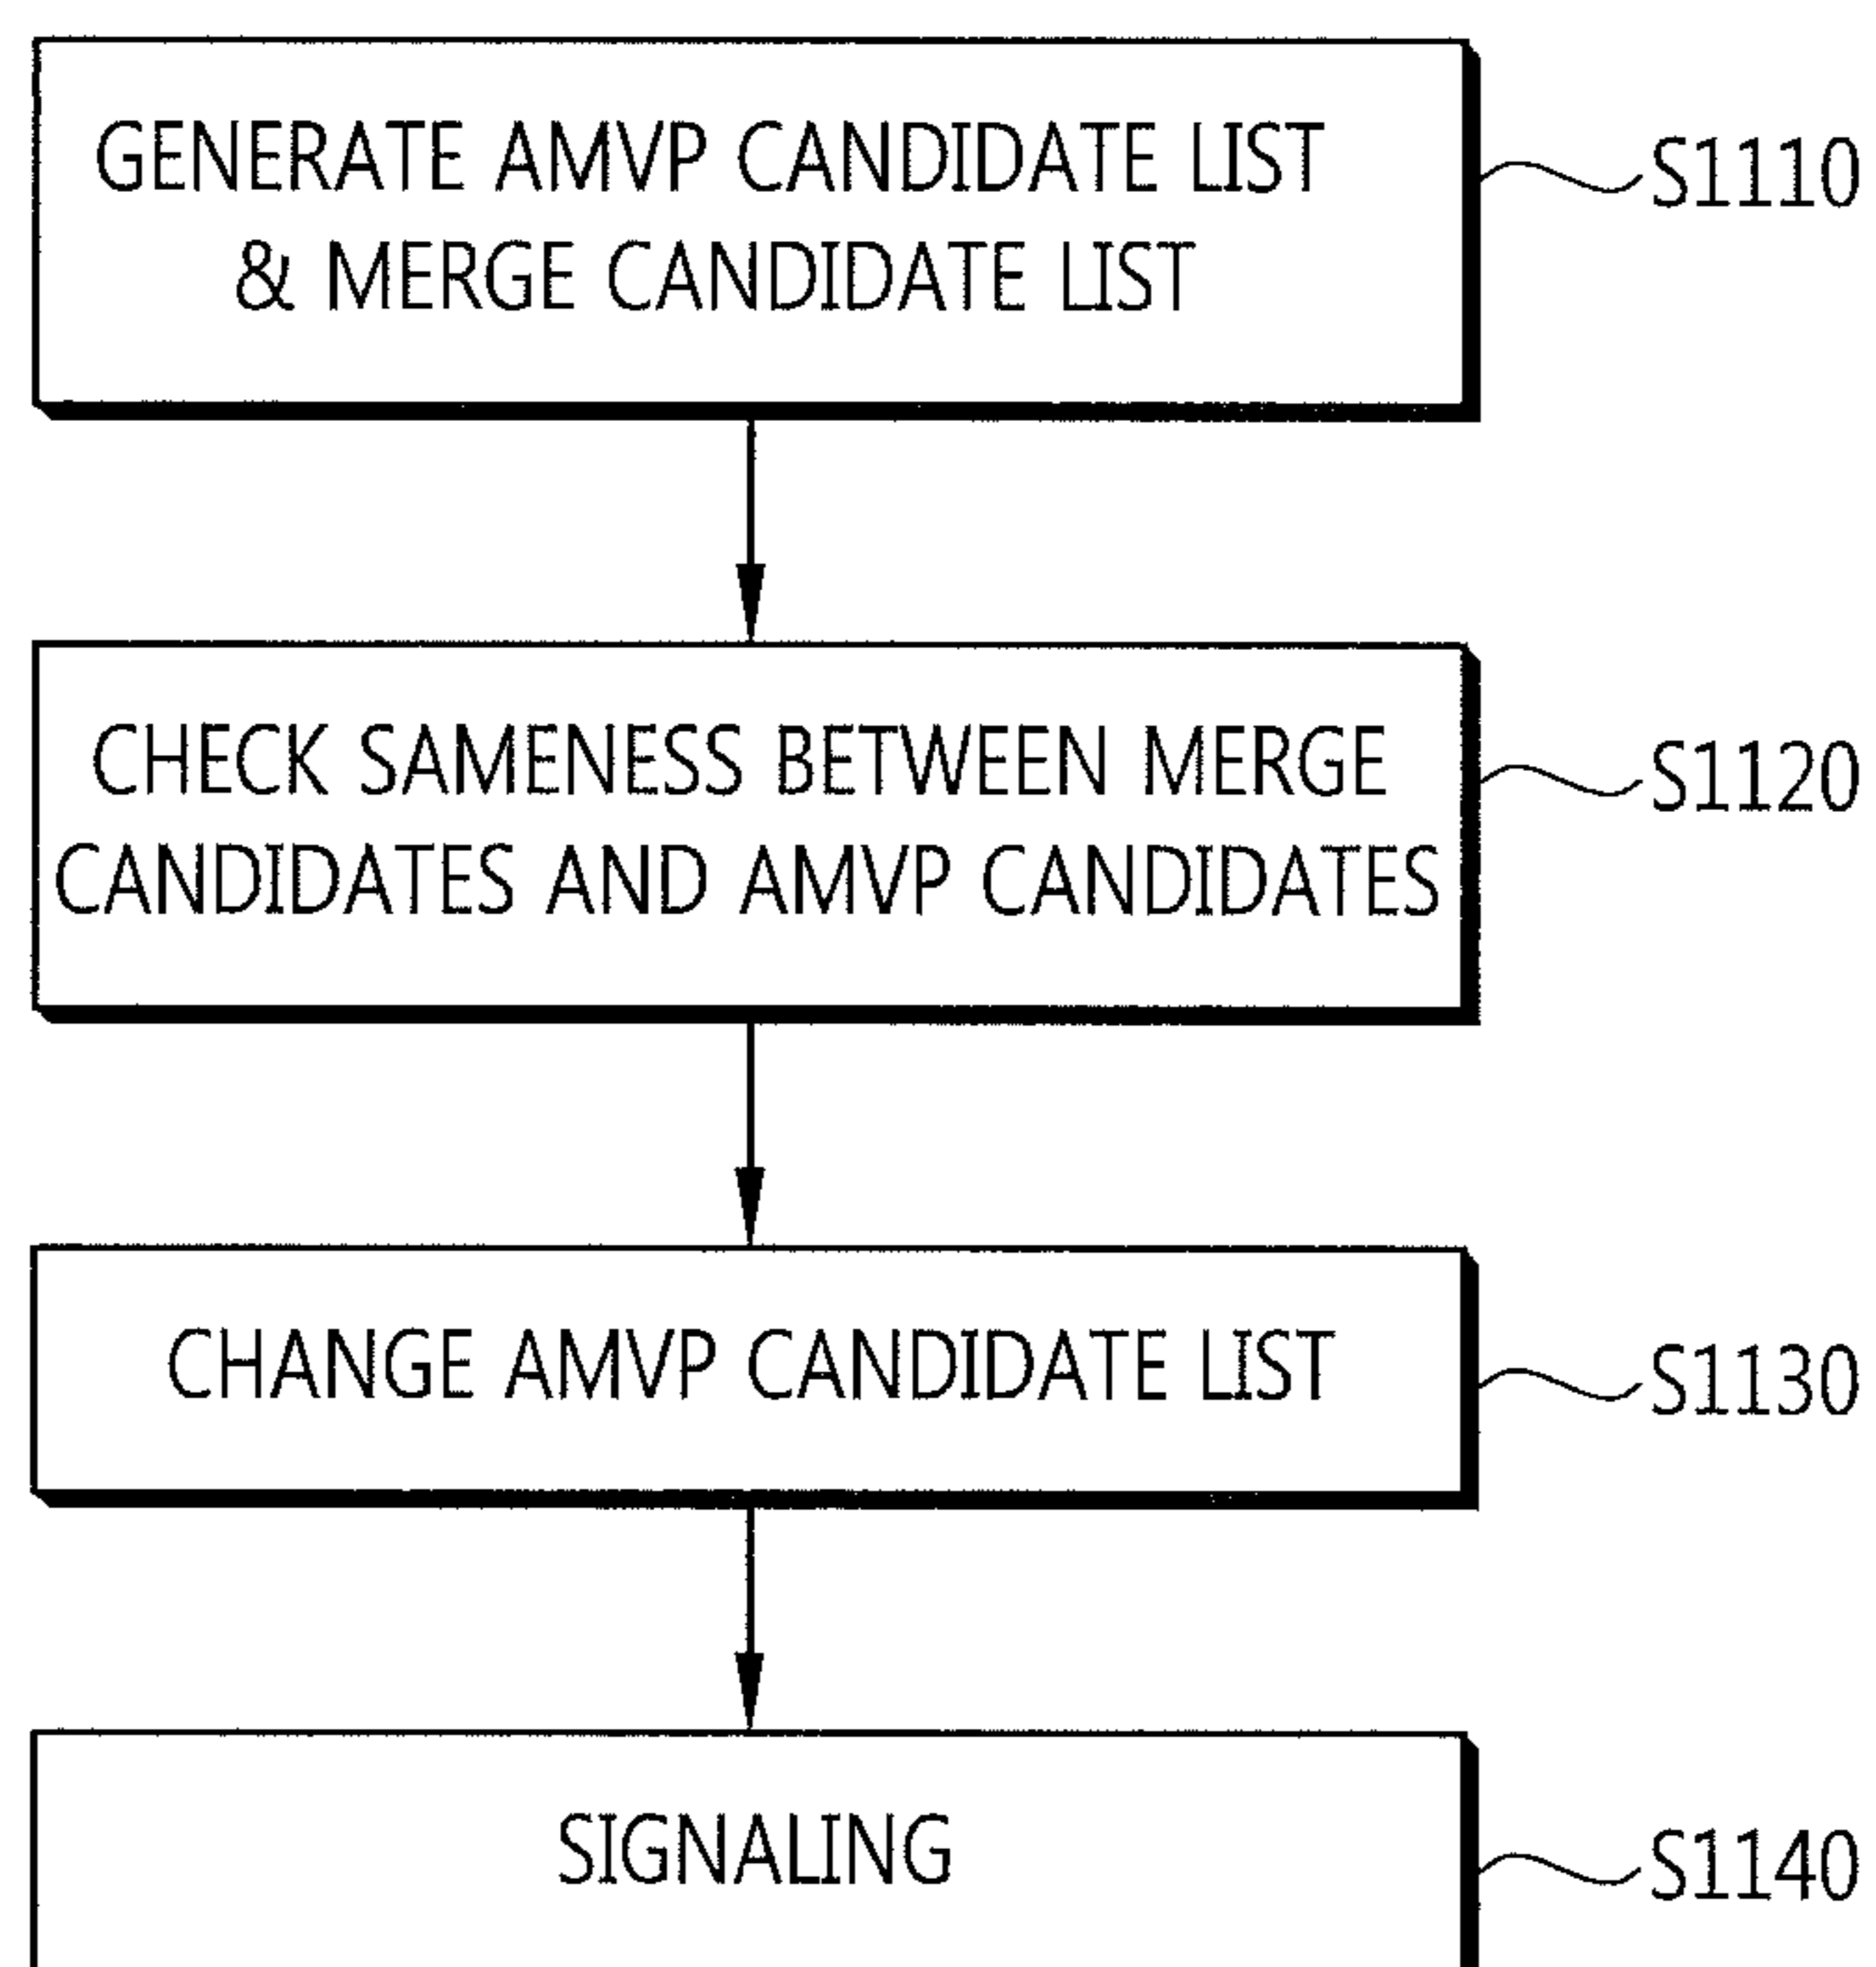 GENERATE AMVP CANDIDATE LIST
& MERGE CANDIDATE LIST
S1110
CHECK SAMENESS BETWEEN MERGE
CANDIDATES AND AMVP CANDIDATES
S1120
CHANGE AMVP CANDIDATE LIST
S1130
SIGNALING
S1140